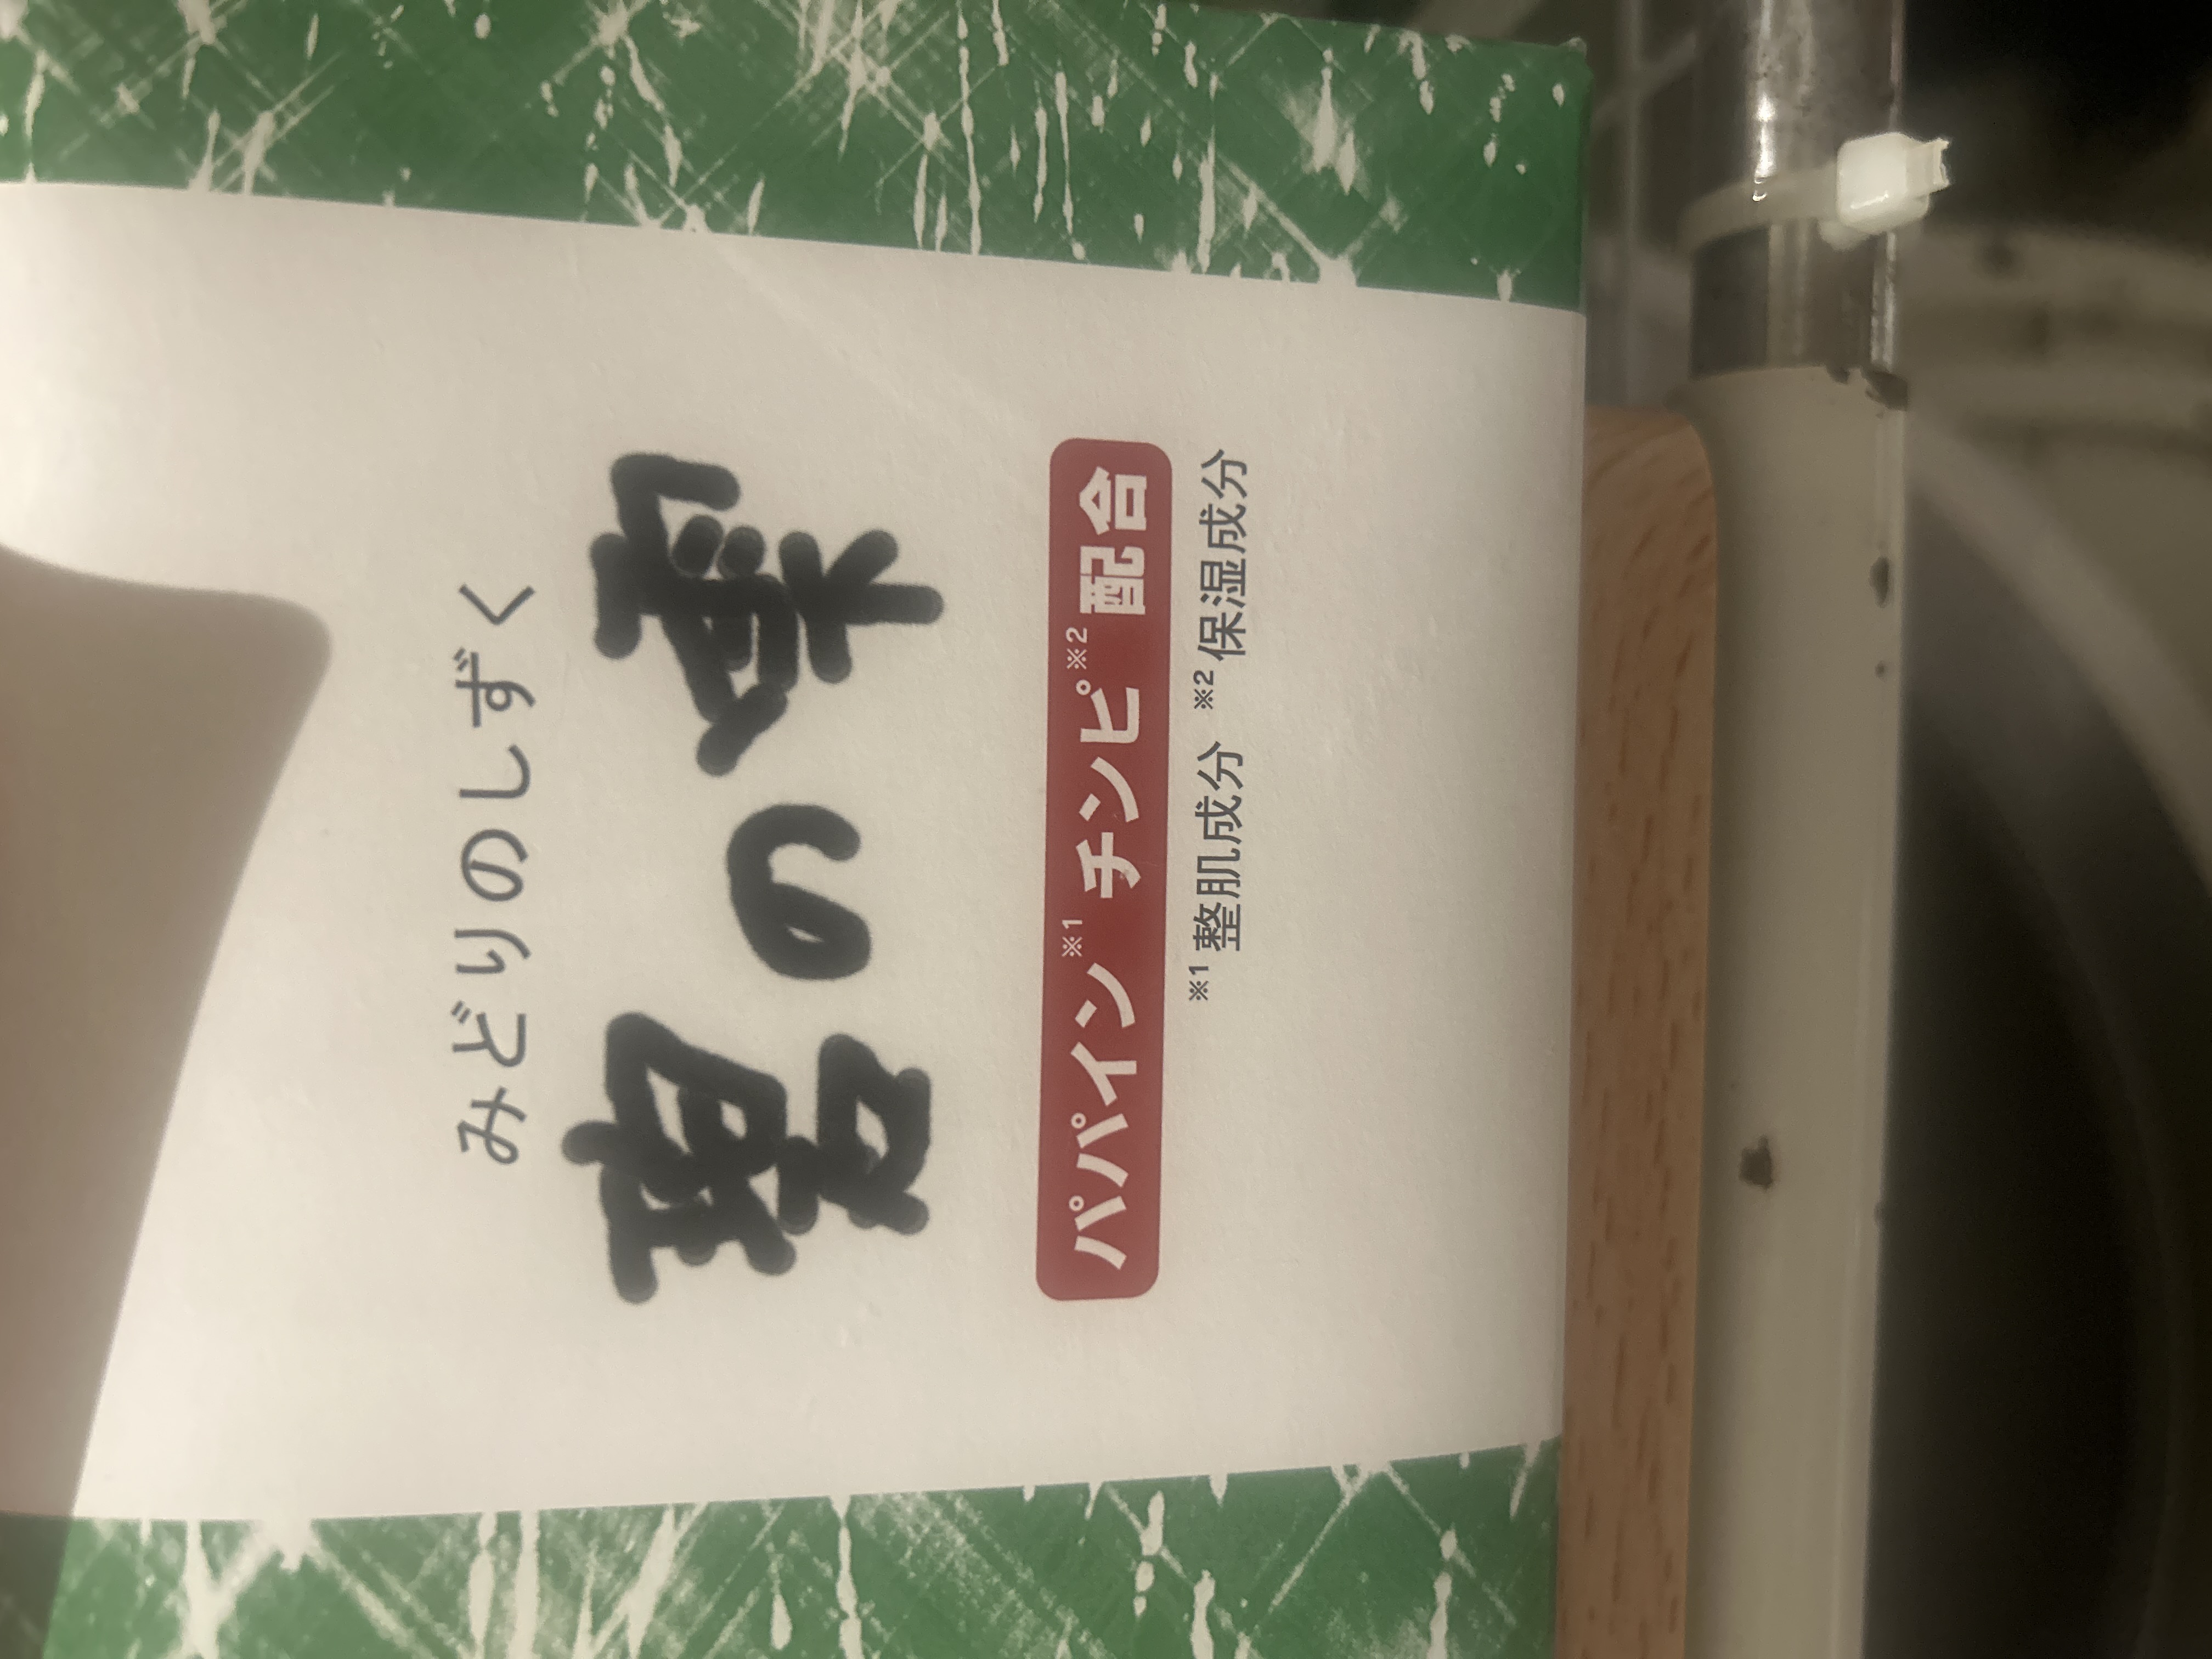 みどりのしずく
碧の雫
パパイン※1 チンピ※2 配合
※1整肌成分 ※2保湿成分